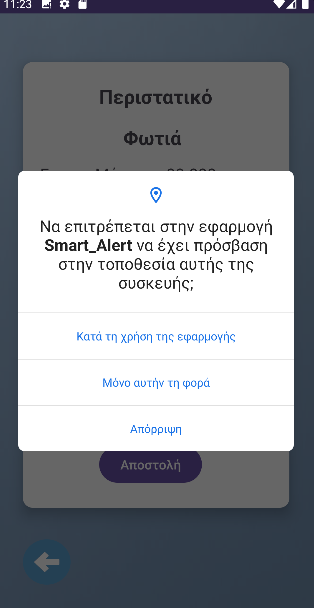 11:23
Περιστατικό
Φωτιά
Να επιτρέπεται στην εφαρμογή
Smart_Alert να έχει πρόσβαση
στην τοποθεσία αυτής της
συσκευής;
Κατά τη χρήση της εφαρμογής
Μόνο αυτήν τη φορά
Απόρριψη
Αποστολή